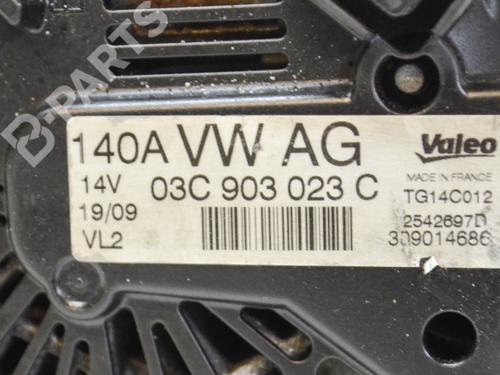 B-PARTS
140A VW AG
Valeo
14V 03C 903 023 C
MADE IN FRANCE
TG14C012
19/09
2542697D
VL2
309014686